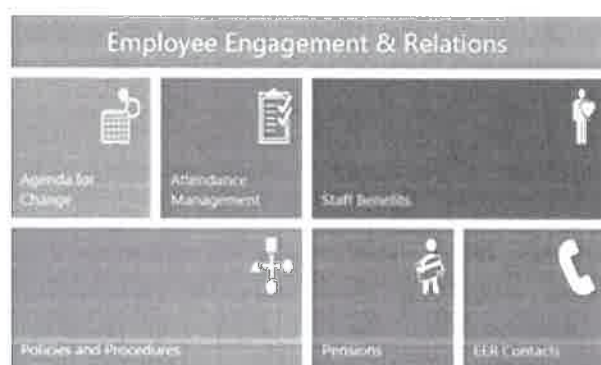 Employee Engagement & Relations
Agenda for
Change
Attendance
Management
Staff Benefits
Policies and Procedures
Pensions
EER Contacts